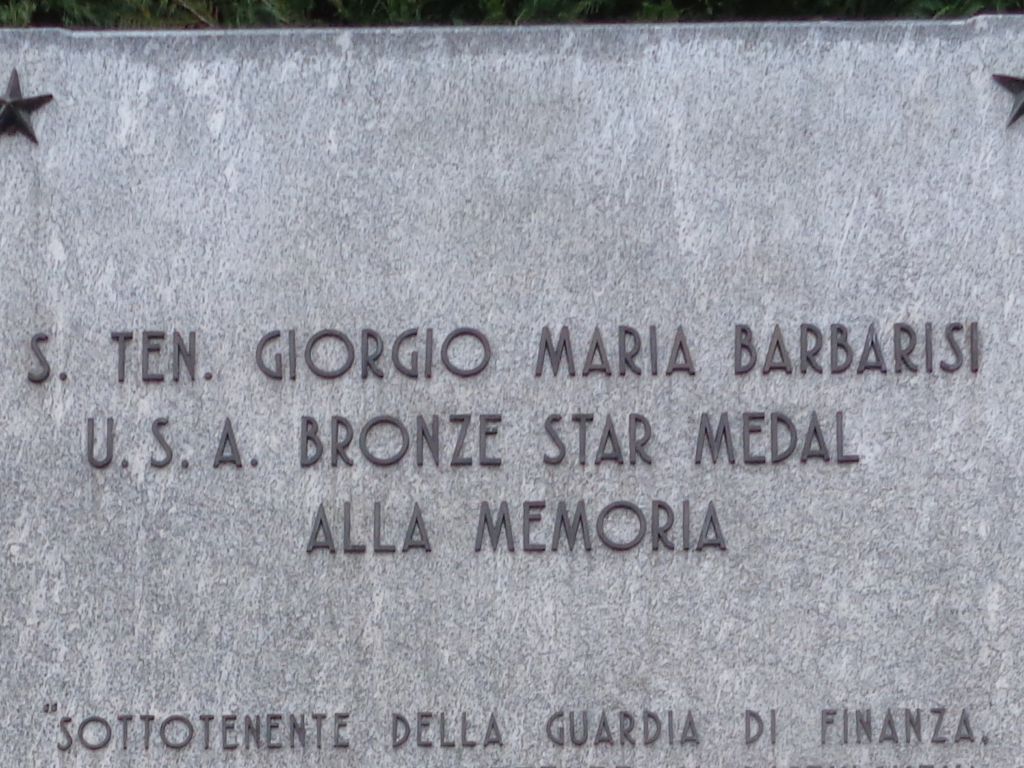 S. TEN. GIORGIO MARIA BARBARISI
U.S.A. BRONZE STAR MEDAL
ALLA MEMORIA
"SOTTOTENENTE DELLA GUARDIA DI FINANZA,